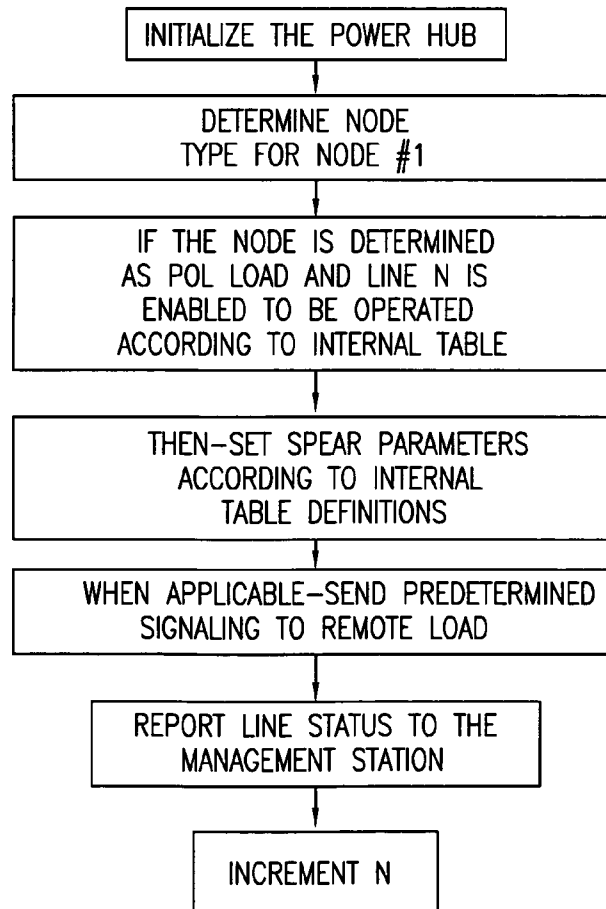 INITIALIZE THE POWER HUB
DETERMINE NODE
TYPE FOR NODE #1
IF THE NODE IS DETERMINED
AS POL LOAD AND LINE N IS
ENABLED TO BE OPERATED
ACCORDING TO INTERNAL TABLE
THEN-SET SPEAR PARAMETERS
ACCORDING TO INTERNAL
TABLE DEFINITIONS
WHEN APPLICABLE-SEND PREDETERMINED
SIGNALING TO REMOTE LOAD
REPORT LINE STATUS TO THE
MANAGEMENT STATION
INCREMENT N